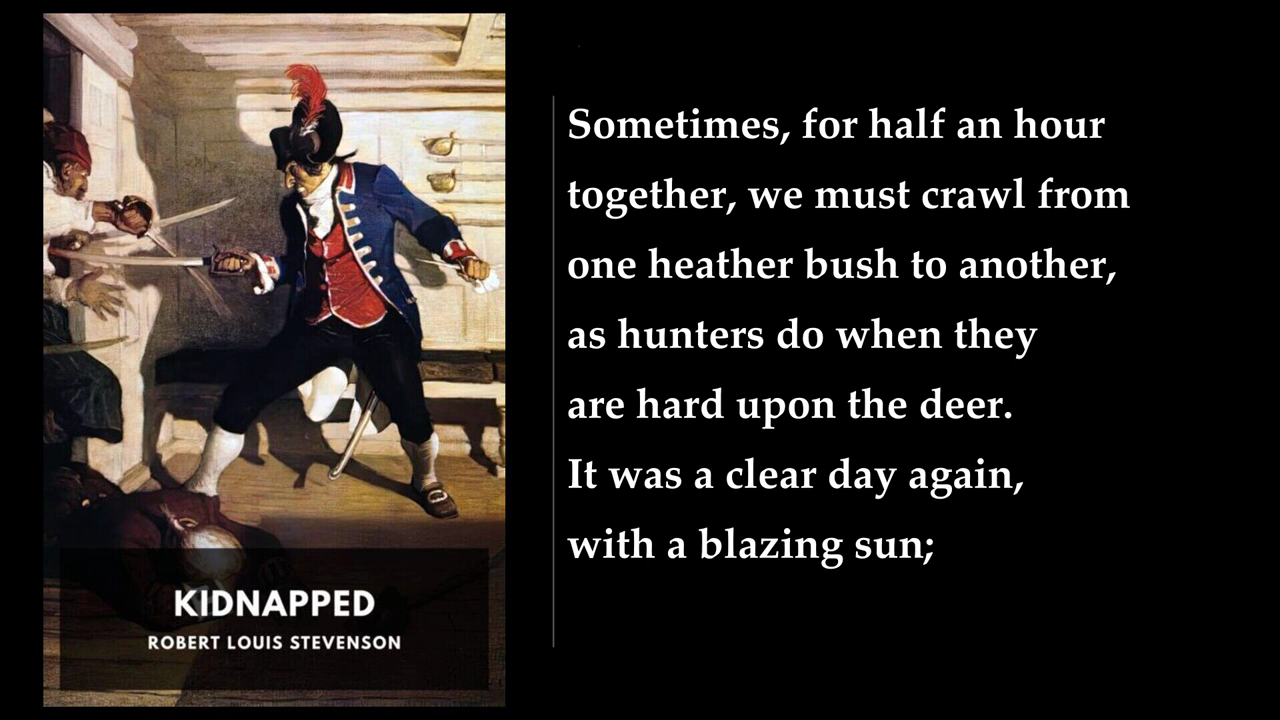 KIDNAPPED
ROBERT LOUIS STEVENSON
Sometimes, for half an hour
together, we must crawl from
one heather bush to another,
as hunters do when they
are hard upon the deer.
It was a clear day again,
with a blazing sun;